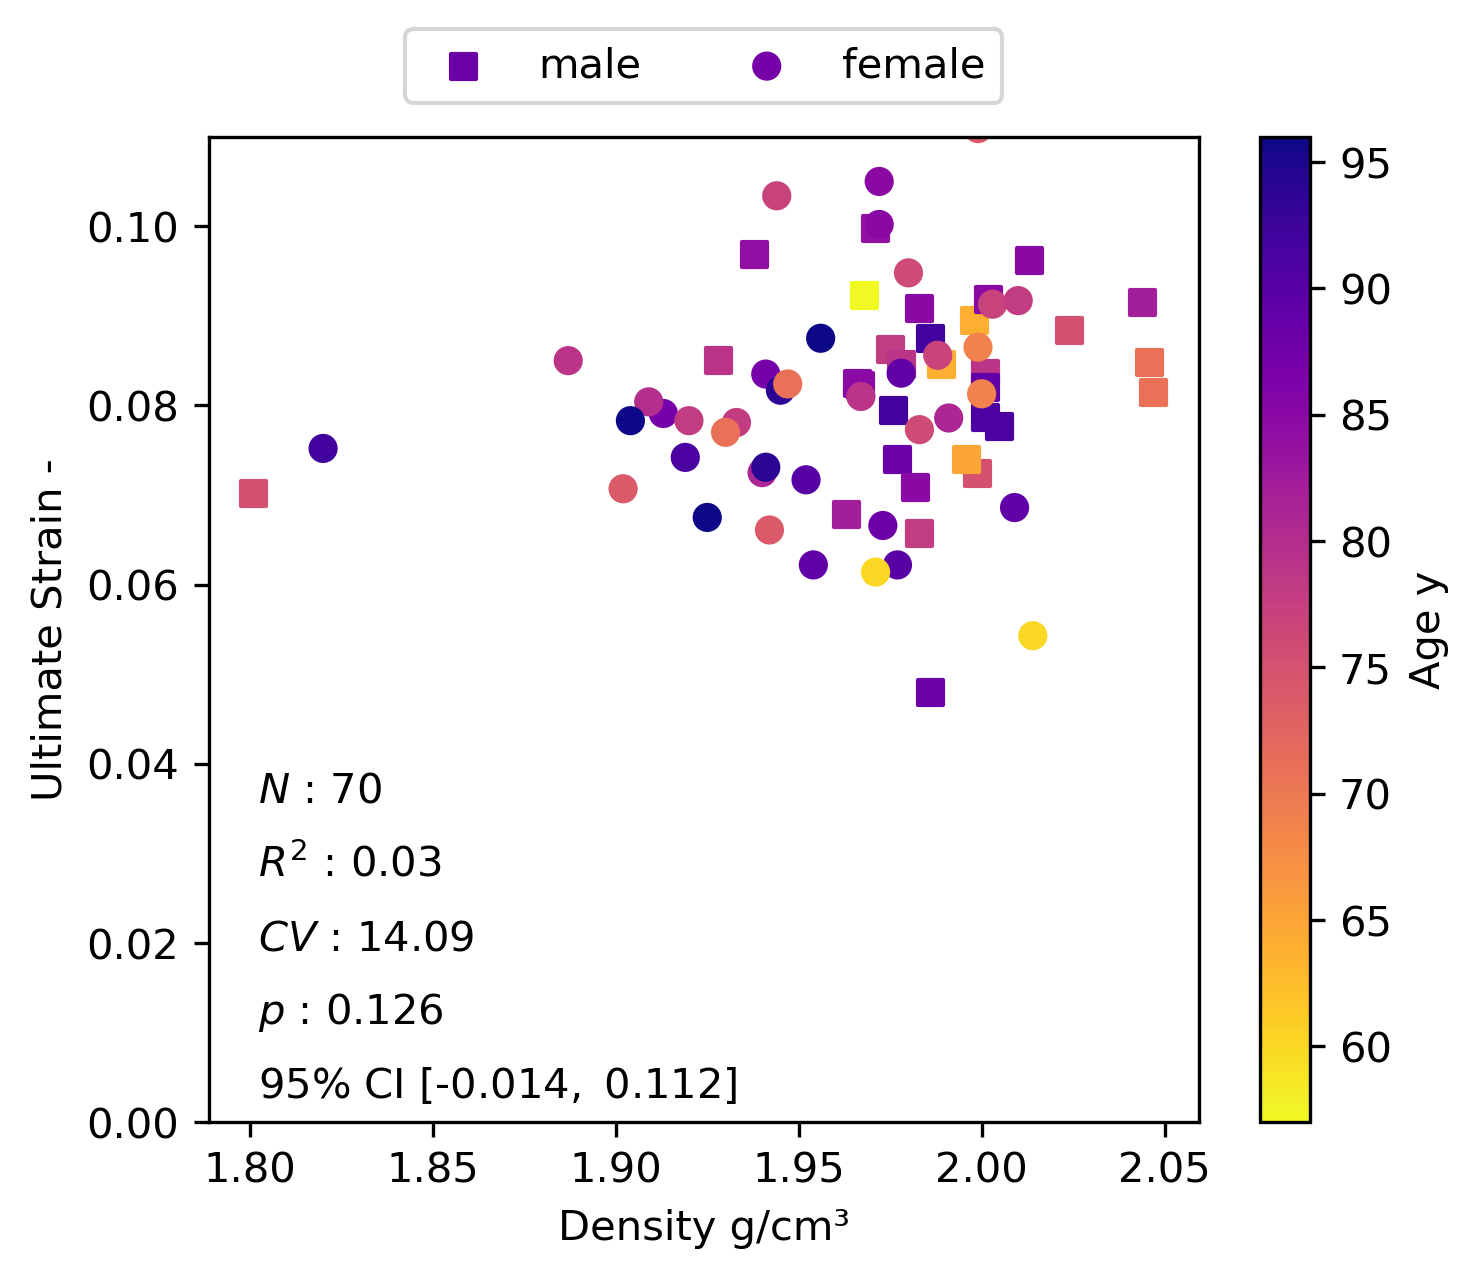 male female
0.10
0.08
0.06
0.04
0.02
0.00
Ultimate Strain -
N : 70
R² : 0.03
CV : 14.09
p : 0.126
95% CI [-0.014, 0.112]
1.80 1.85 1.90 1.95 2.00 2.05
Density g/cm³
95
90
85
80
75
70
65
60
Age y